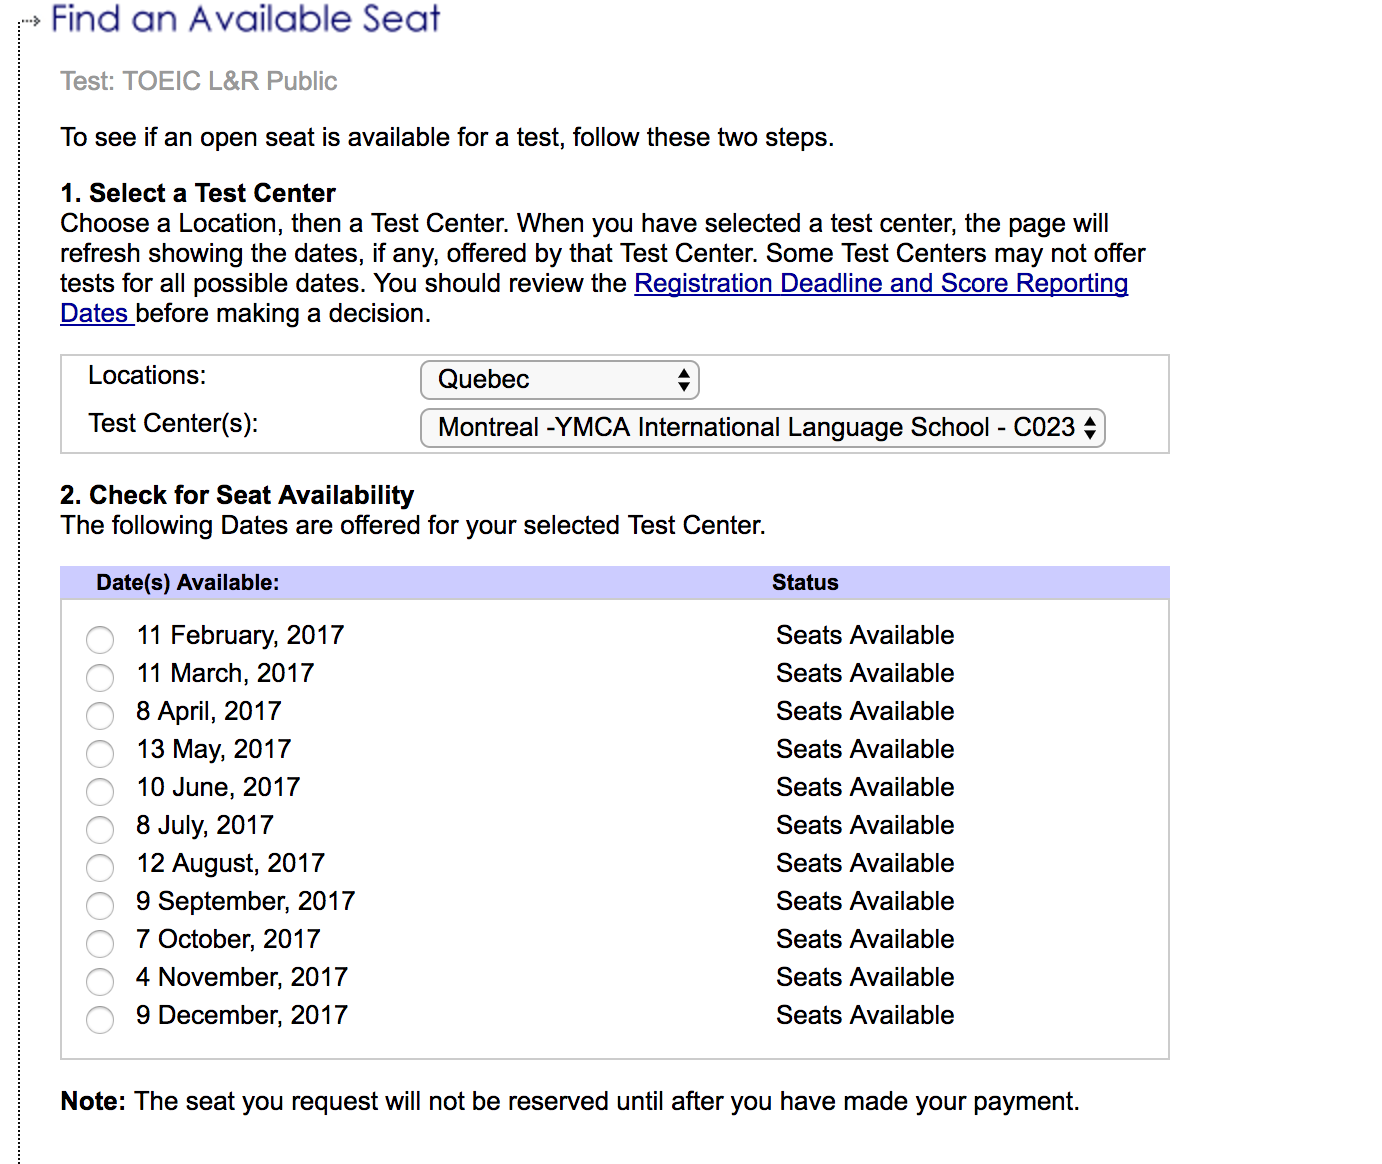 Find an Available Seat
Test: TOEIC L&R Public
To see if an open seat is available for a test, follow these two steps.
1. Select a Test Center
Choose a Location, then a Test Center. When you have selected a test center, the page will
refresh showing the dates, if any, offered by that Test Center. Some Test Centers may not offer
tests for all possible dates. You should review the Registration Deadline and Score Reporting
Dates before making a decision.
Locations: Quebec
Test Center(s): Montreal -YMCA International Language School - C023
2. Check for Seat Availability
The following Dates are offered for your selected Test Center.
Date(s) Available: Status
11 February, 2017 Seats Available
11 March, 2017 Seats Available
8 April, 2017 Seats Available
13 May, 2017 Seats Available
10 June, 2017 Seats Available
8 July, 2017 Seats Available
12 August, 2017 Seats Available
9 September, 2017 Seats Available
7 October, 2017 Seats Available
4 November, 2017 Seats Available
9 December, 2017 Seats Available
Note: The seat you request will not be reserved until after you have made your payment.